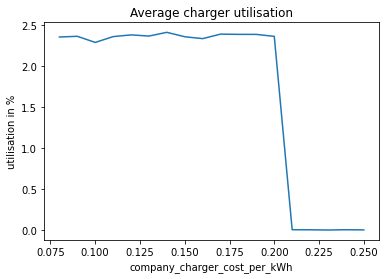 Average charger utilisation
utilisation in %
2.5
2.0
1.5
1.0
0.5
0.0
0.075 0.100 0.125 0.150 0.175 0.200 0.225 0.250
company_charger_cost_per_kWh